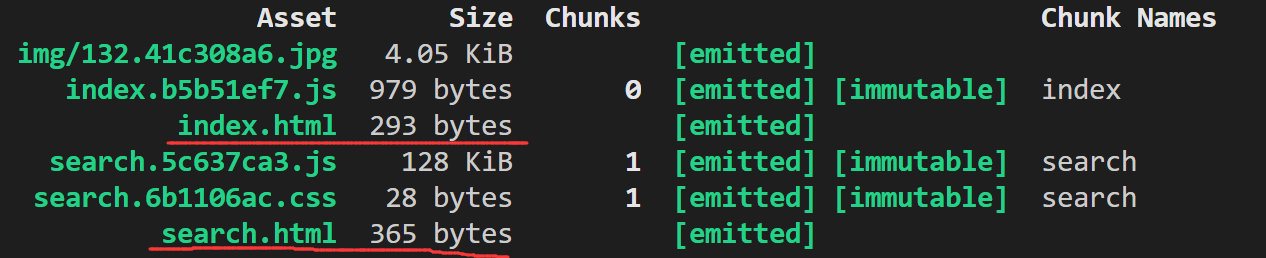 Asset Size Chunks Chunk Names
img/132.41c308a6.jpg 4.05 KiB [emitted]
index.b5b51ef7.js 979 bytes 0 [emitted] [immutable] index
index.html 293 bytes [emitted]
search.5c637ca3.js 128 KiB 1 [emitted] [immutable] search
search.6b1106ac.css 28 bytes 1 [emitted] [immutable] search
search.html 365 bytes [emitted]